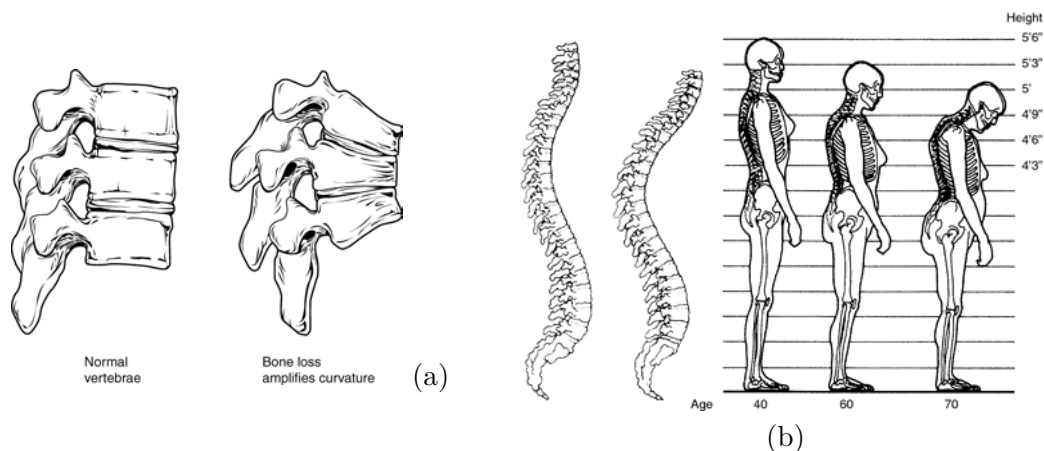 Normal
vertebrae
Bone loss
amplifies curvature
(a)
Height
5'6"
5'3"
5'
4'9"
4'6"
4'3"
Age 40 60 70
(b)